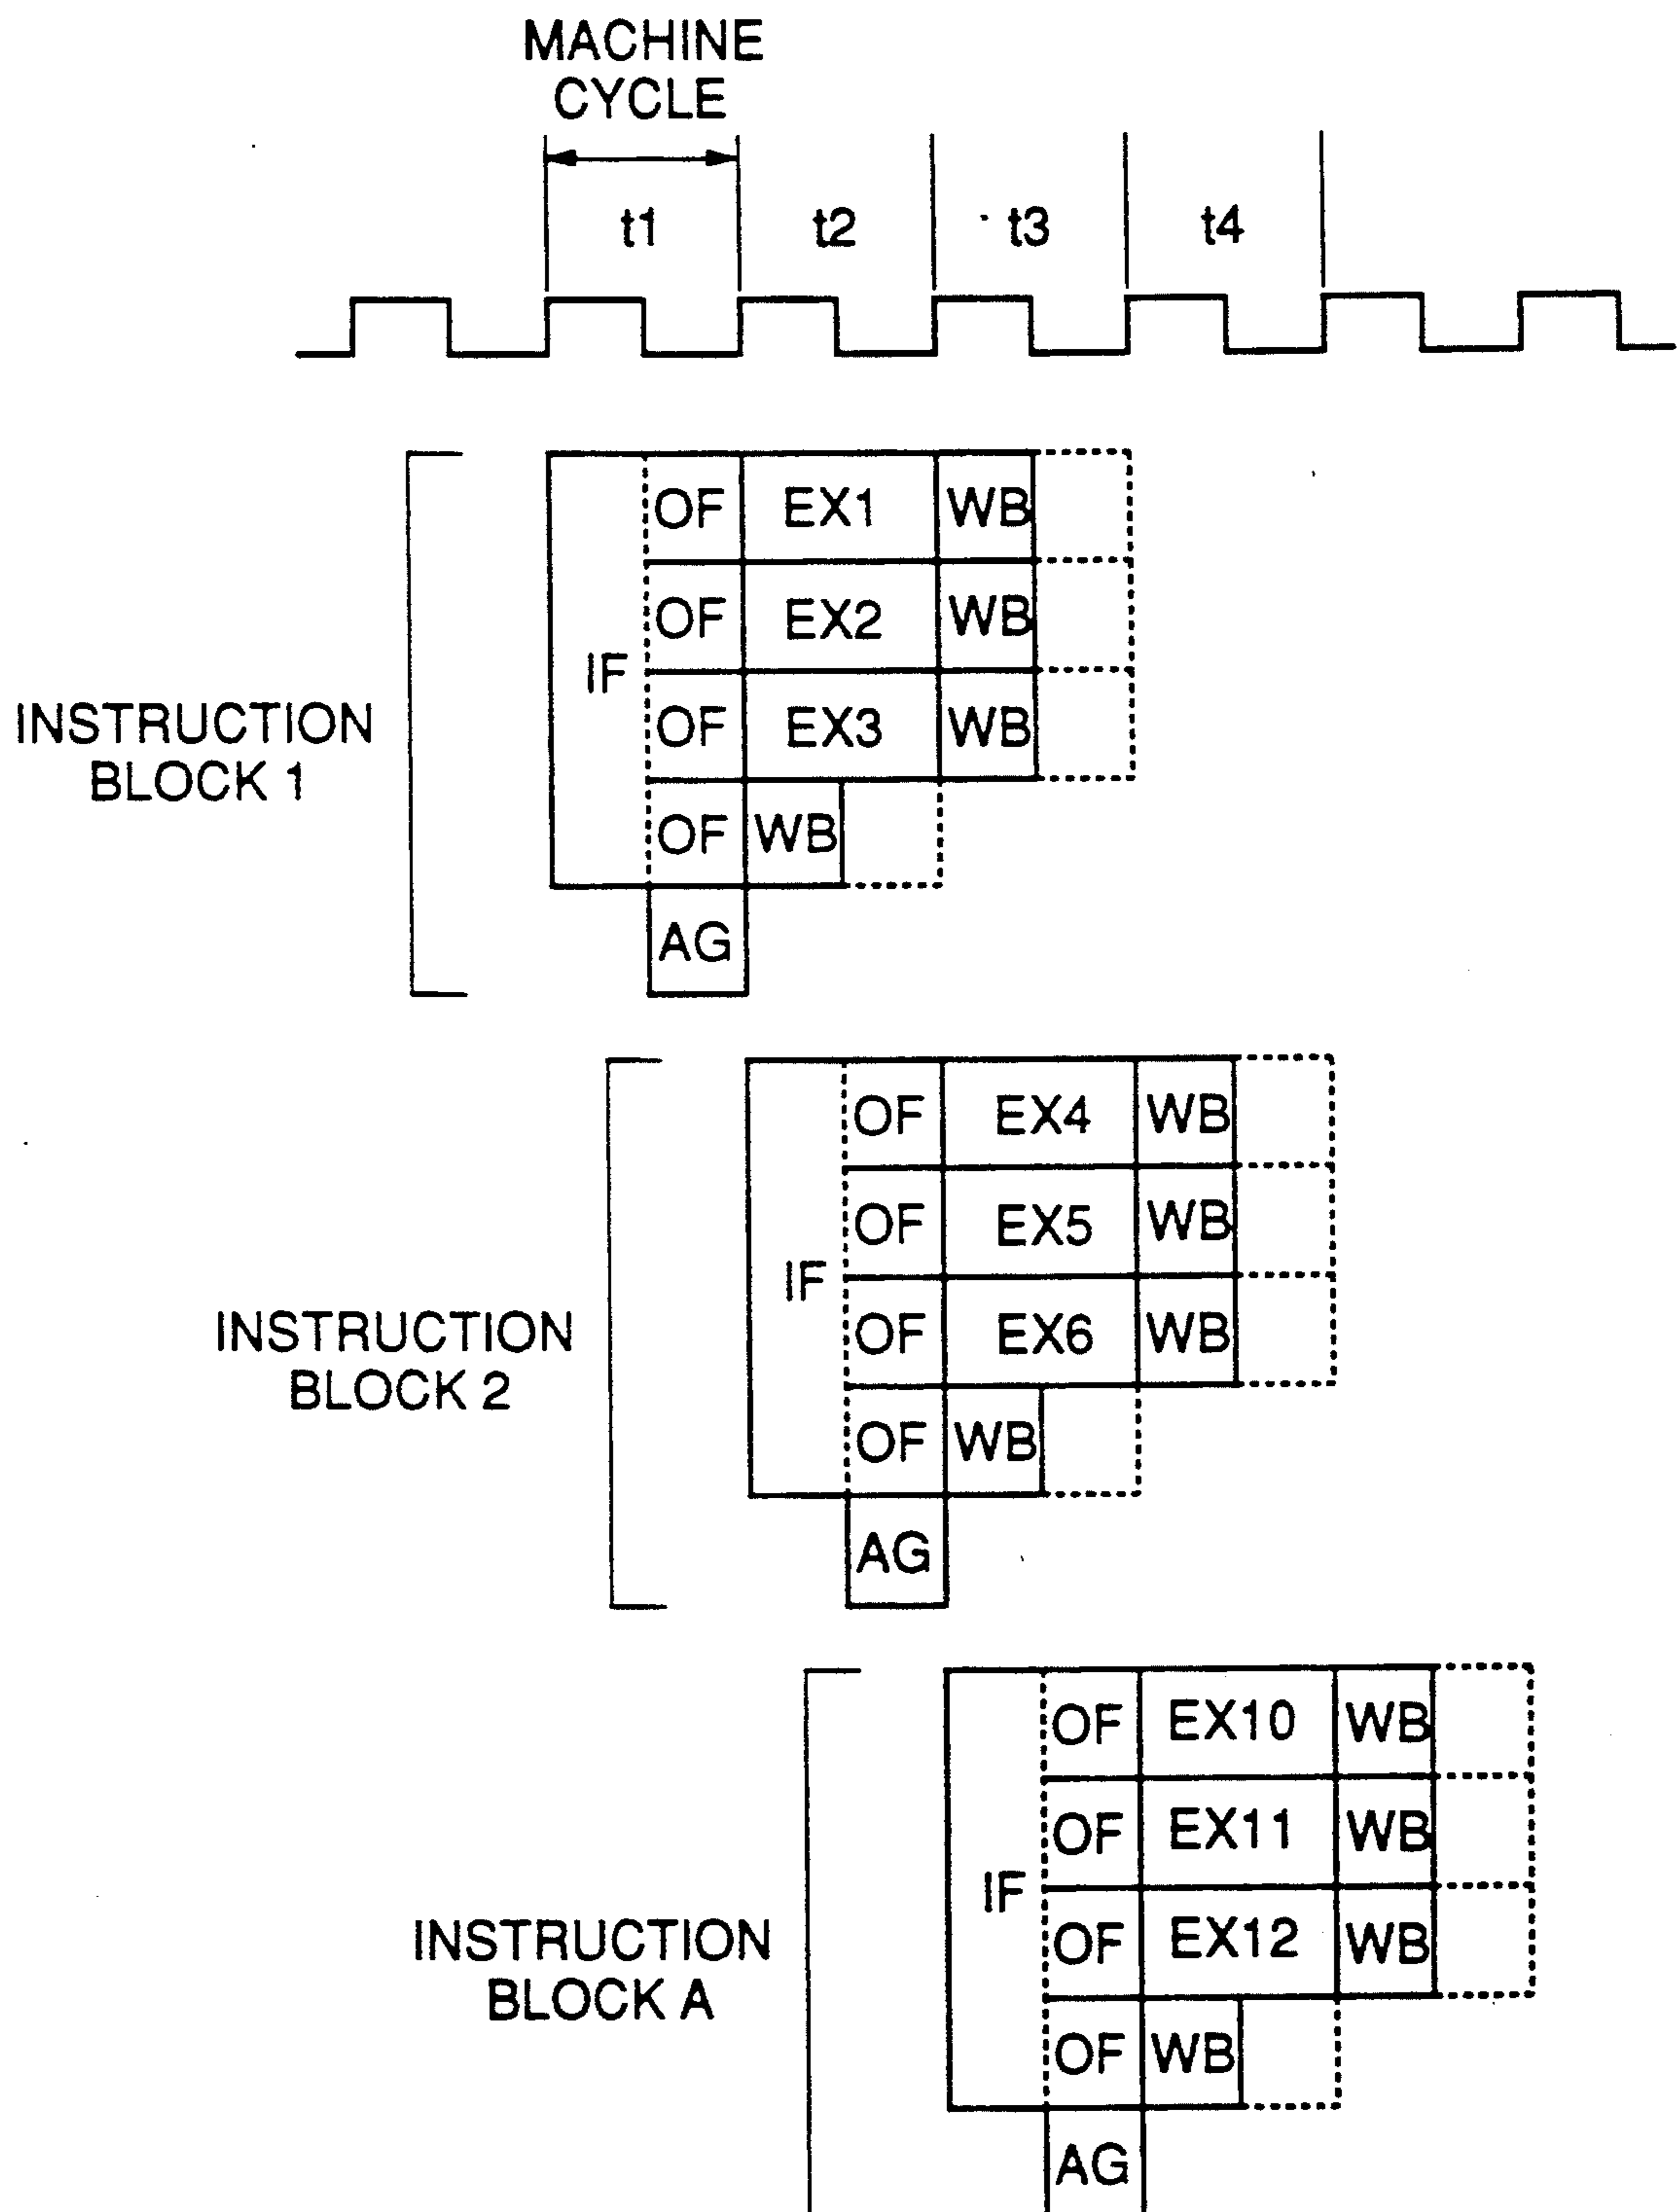 MACHINE
CYCLE
t1 t2 t3 t4
OF EX1 WB
OF EX2 WB
IF
OF EX3 WB
INSTRUCTION
BLOCK 1
OF WB
AG
OF EX4 WB
OF EX5 WB
IF
OF EX6 WB
INSTRUCTION
BLOCK 2
OF WB
AG
OF EX10 WB
OF EX11 WB
IF
OF EX12 WB
INSTRUCTION
BLOCK A
OF WB
AG